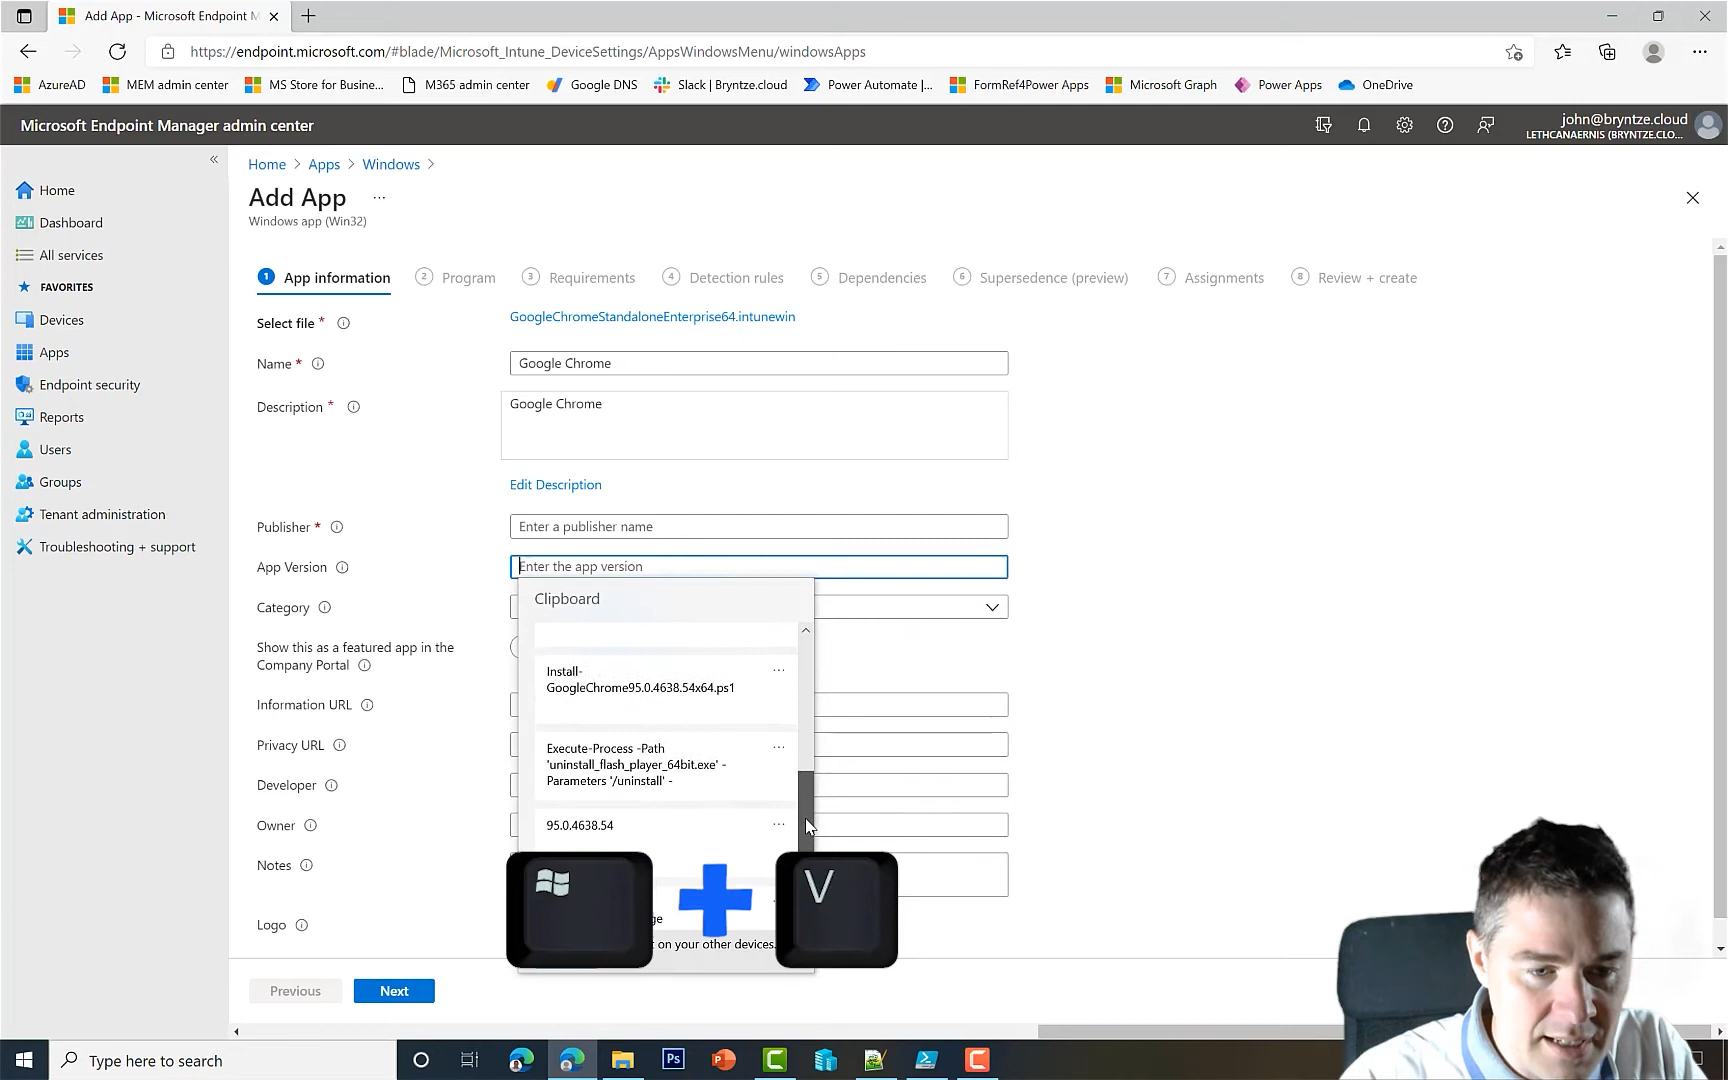 Add App - Microsoft Endpoint M
https://endpoint.microsoft.com/#blade/Microsoft_Intune_DeviceSettings/AppsWindowsMenu/windowsApps
AzureAD
MEM admin center
MS Store for Busine...
M365 admin center
Google DNS
Slack | Bryntze.cloud
Power Automate |...
FormRef4Power Apps
Microsoft Graph
Power Apps
OneDrive
Microsoft Endpoint Manager admin center
john@bryntze.cloud
LETHCANAERNIS (BRYNTZE.CLO...
Home > Apps > Windows >
Add App ...
Windows app (Win32)
Home
Dashboard
All services
FAVORITES
Devices
Apps
Endpoint security
Reports
Users
Groups
Tenant administration
Troubleshooting + support
1 App information
2 Program
3 Requirements
4 Detection rules
5 Dependencies
6 Supersedence (preview)
7 Assignments
8 Review + create
Select file *
GoogleChromeStandaloneEnterprise64.intunewin
Name *
Google Chrome
Description *
Google Chrome
Edit Description
Publisher *
Enter a publisher name
App Version
Enter the app version
Category
Show this as a featured app in the
Company Portal
Information URL
Privacy URL
Developer
Owner
Notes
Logo
Clipboard
Install-
GoogleChrome95.0.4638.54x64.ps1
Execute-Process -Path
'uninstall_flash_player_64bit.exe' -
Parameters '/uninstall' -
95.0.4638.54
V
ge
t on your other devices.
Previous
Next
Type here to search
Ps